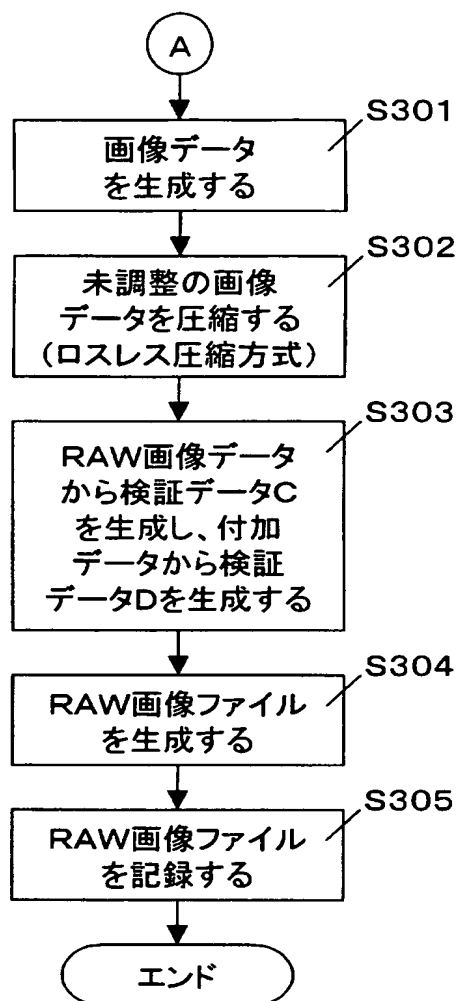 A
S301
画像データ
を生成する
S302
未調整の画像
データを圧縮する
(ロスレス圧縮方式)
S303
RAW画像データ
から検証データC
を生成し、付加
データから検証
データDを生成する
S304
RAW画像ファイル
を生成する
S305
RAW画像ファイル
を記録する
エンド